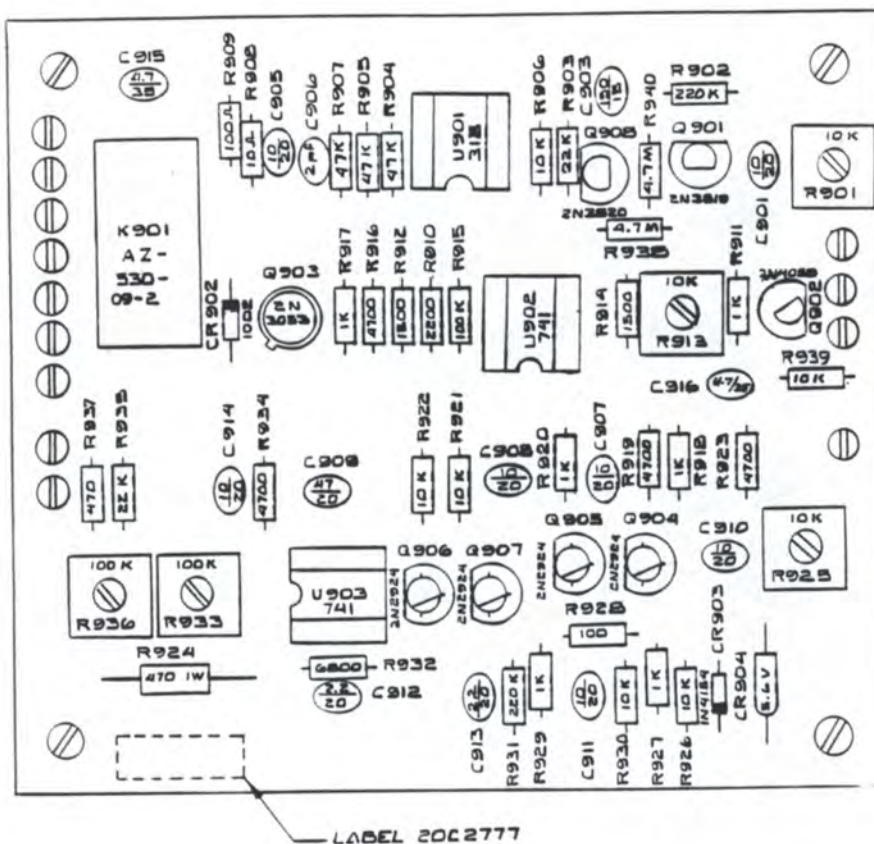 C915
4.7
35
R909
100Ω
R908
10Ω
C905
10
20
C906
2 pF
R907
47K
R905
47K
R904
47K
U901
318
R906
10K
R903
22K
C903
Q908
2N3820
R940
4.7M
R902
220K
Q901
2N3819
C901
10
20
10K
R901
4.7M
R938
K901
AZ-
530-
09-2
CR902
1002
Q903
2N
3053
R917
1K
R916
4700
R912
R910
2200
R915
100K
U902
741
R914
1500
10K
R913
R911
1K
Q902
R939
10K
C916
4.7/35
R937
470
R935
22K
C914
10
20
R934
4700
C909
47
20
R922
10K
R921
10K
C908
10
20
R920
1K
C907
R919
4700
R918
1K
R923
4700
C910
10
20
10K
R925
100K
R936
100K
R933
U903
741
Q906
2N2924
Q907
2N2924
Q905
2N2924
Q904
2N2924
R928
100
R924
470 1W
6800
R932
2.2
20
C912
C913
2.2
20
R931
220K
R929
1K
C911
10
20
R930
10K
R927
1K
R926
10K
CR903
1N4154
CR904
5.6V
LABEL 20C2777